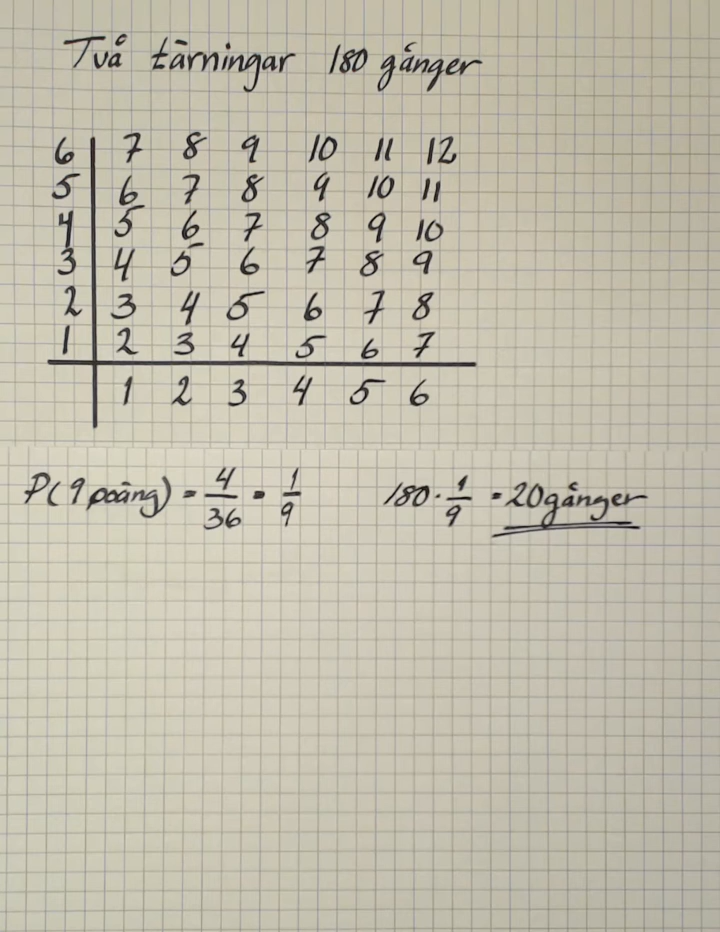 Två tärningar 180 gånger
6 | 7 8 9 10 11 12
5 | 6 7 8 9 10 11
4 | 5 6 7 8 9 10
3 | 4 5 6 7 8 9
2 | 3 4 5 6 7 8
1 | 2 3 4 5 6 7
1 2 3 4 5 6
P(9 poäng) = 4/36 = 1/9 180 · 1/9 = 20 gånger